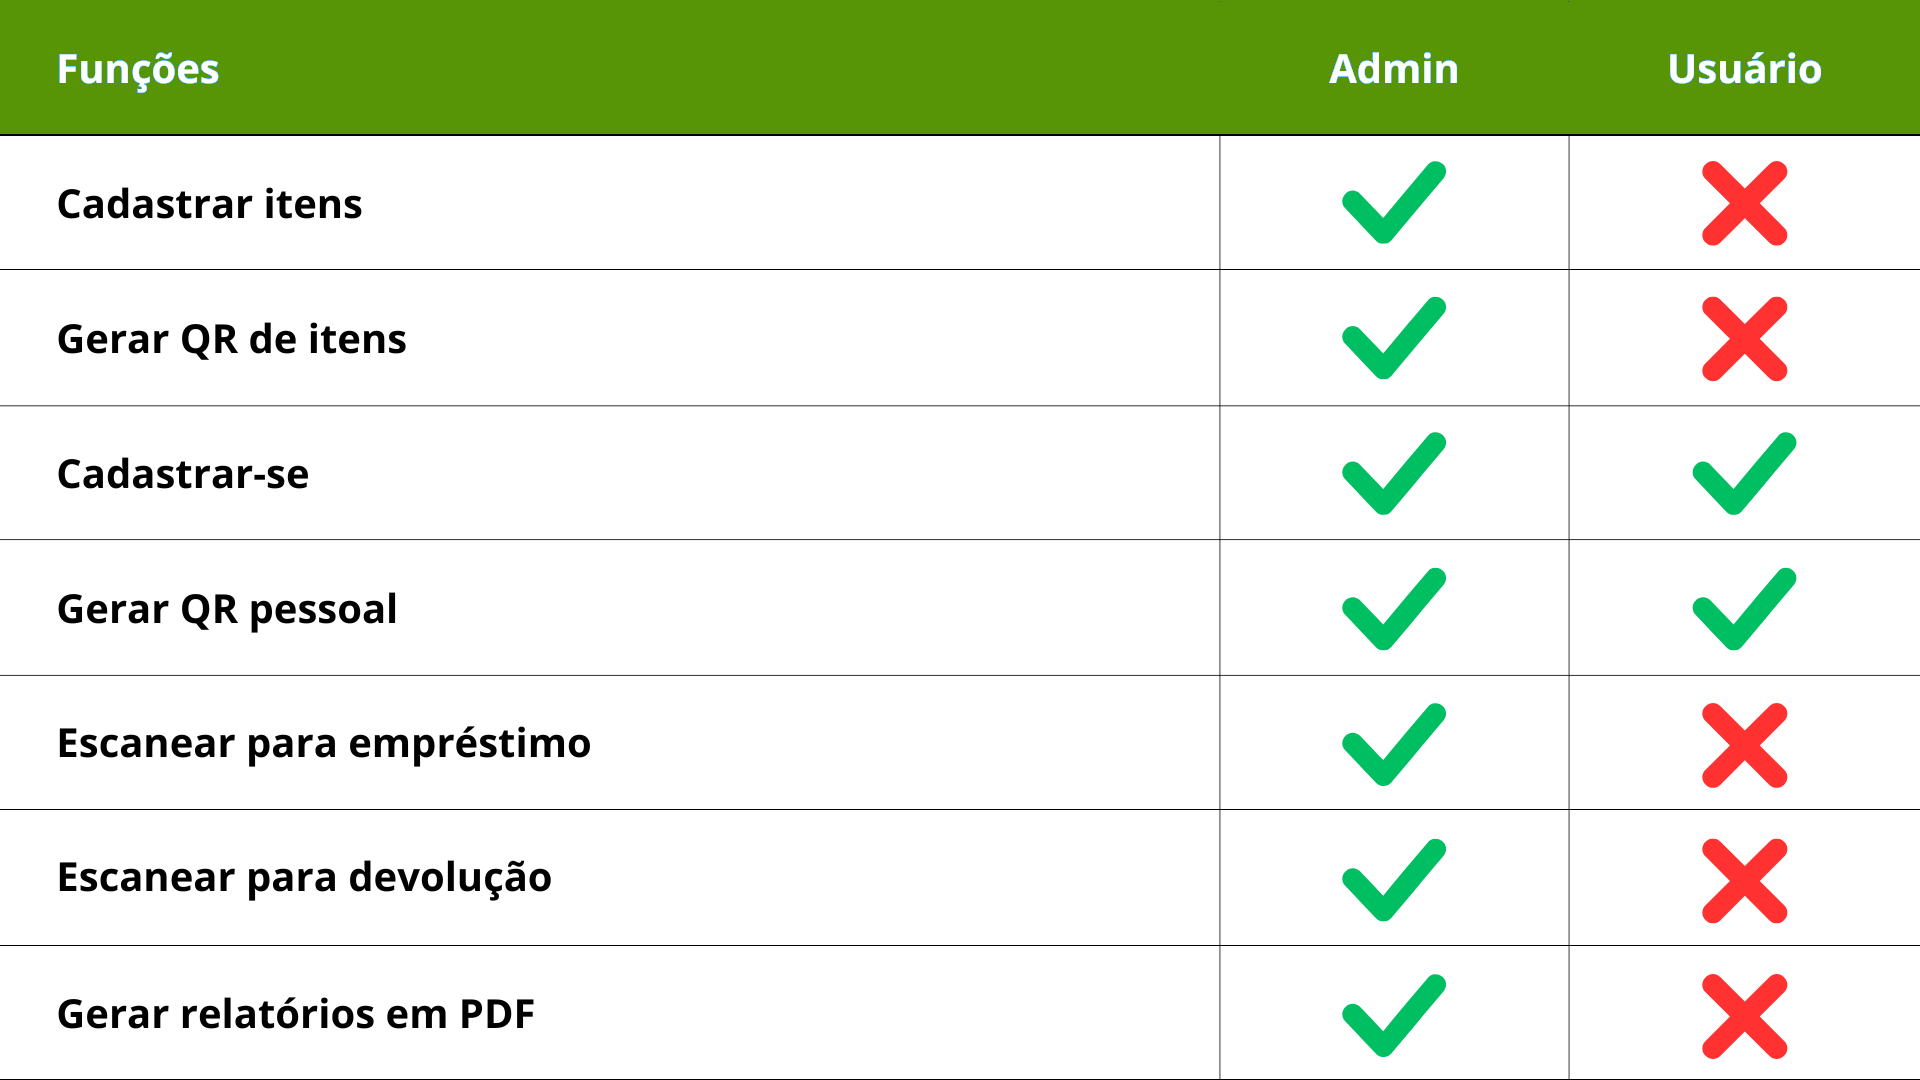 Funções Admin Usuário
Cadastrar itens
Gerar QR de itens
Cadastrar-se
Gerar QR pessoal
Escanear para empréstimo
Escanear para devolução
Gerar relatórios em PDF